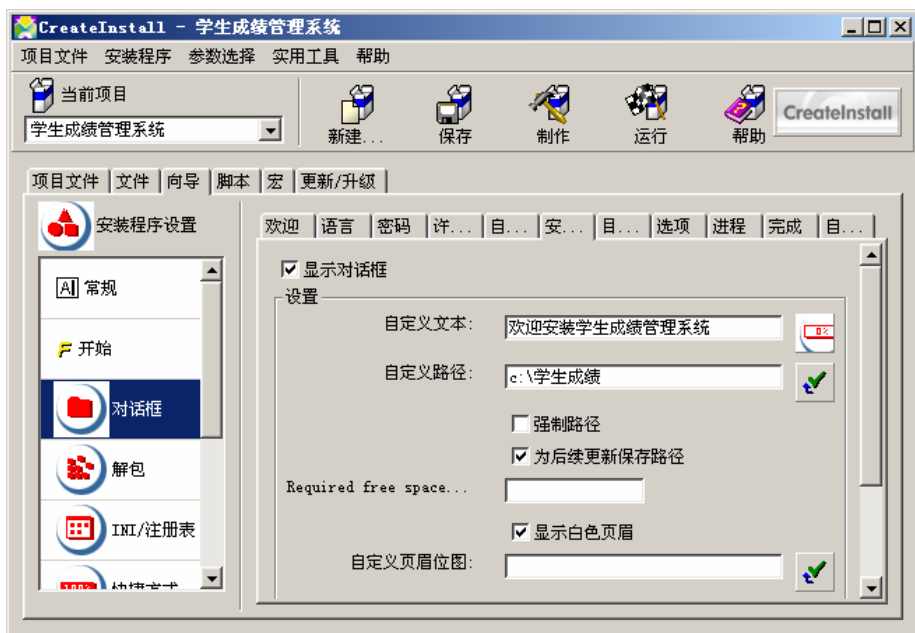 CreateInstall - 学生成绩管理系统
项目文件 安装程序 参数选择 实用工具 帮助
当前项目
学生成绩管理系统
新建... 保存 制作 运行 帮助 CreateInstall
项目文件 文件 向导 脚本 宏 更新/升级
安装程序设置
欢迎 语言 密码 许... 自... 安... 目... 选项 进程 完成 自...
A 常规
开始
对话框
解包
INI/注册表
快捷方式
显示对话框
设置
自定义文本: 欢迎安装学生成绩管理系统
0%
自定义路径: c:\学生成绩
强制路径
为后续更新保存路径
Required free space...
显示白色页眉
自定义页眉位图: